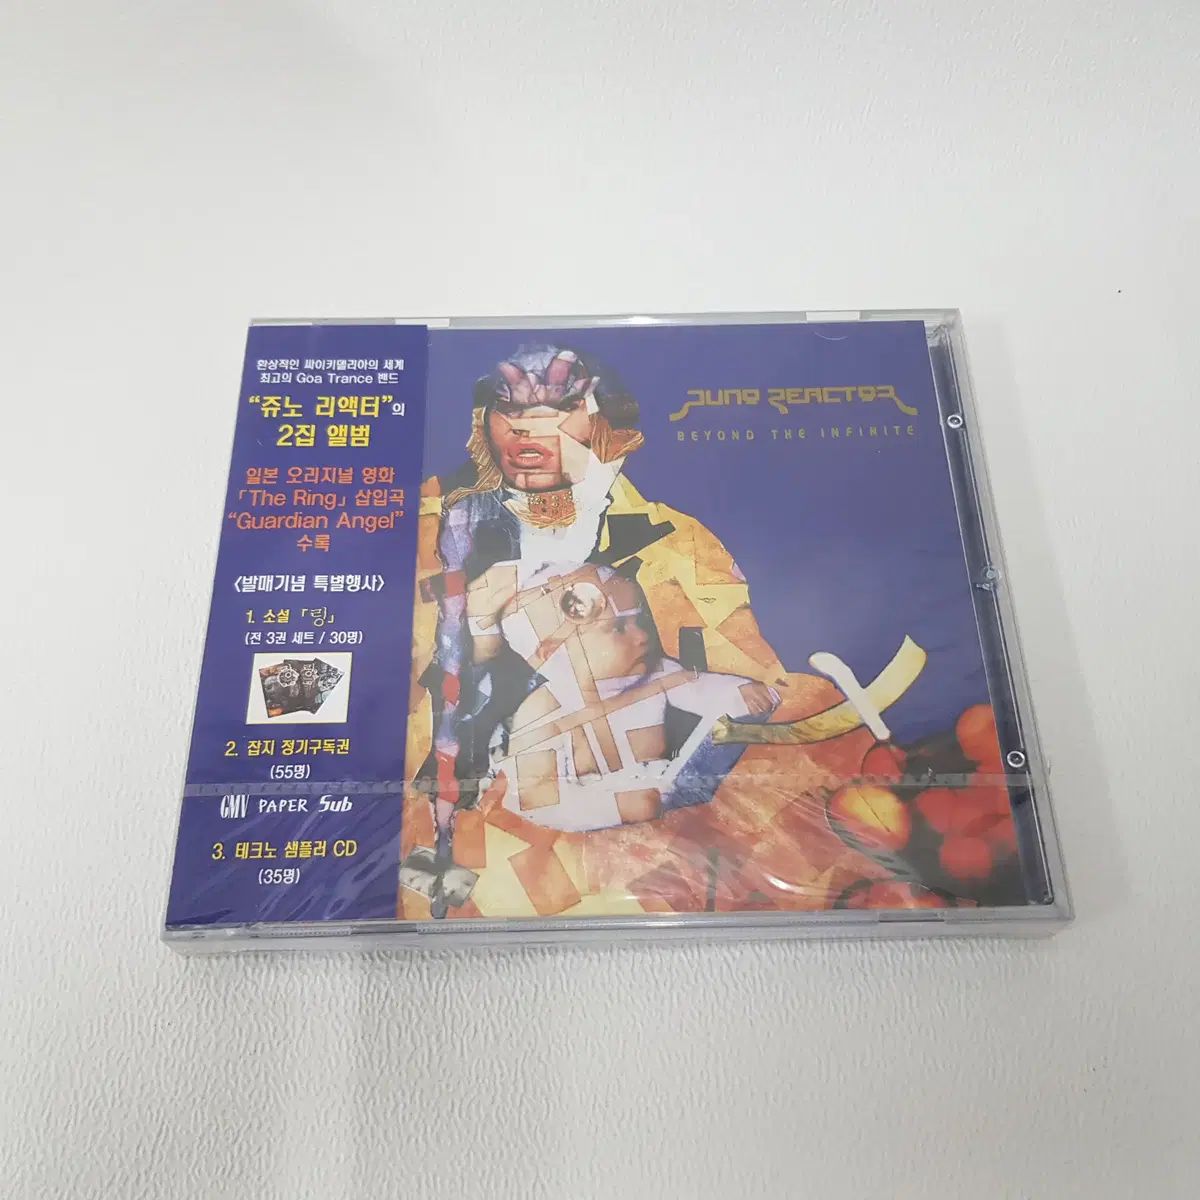 환상적인 싸이키델리아의 세계
최고의 Goa Trance 밴드
“쥬노 리액터”의
2집 앨범
일본 오리지널 영화
「The Ring」 삽입곡
“Guardian Angel”
수록
<발매기념 특별행사>
1. 소설 「링」
(전 3권 세트 / 30명)
2. 잡지 정기구독권
(55명)
GMV PAPER Sub
3. 테크노 샘플러 CD
(35명)
JUNO REACTOR
BEYOND THE INFINITE